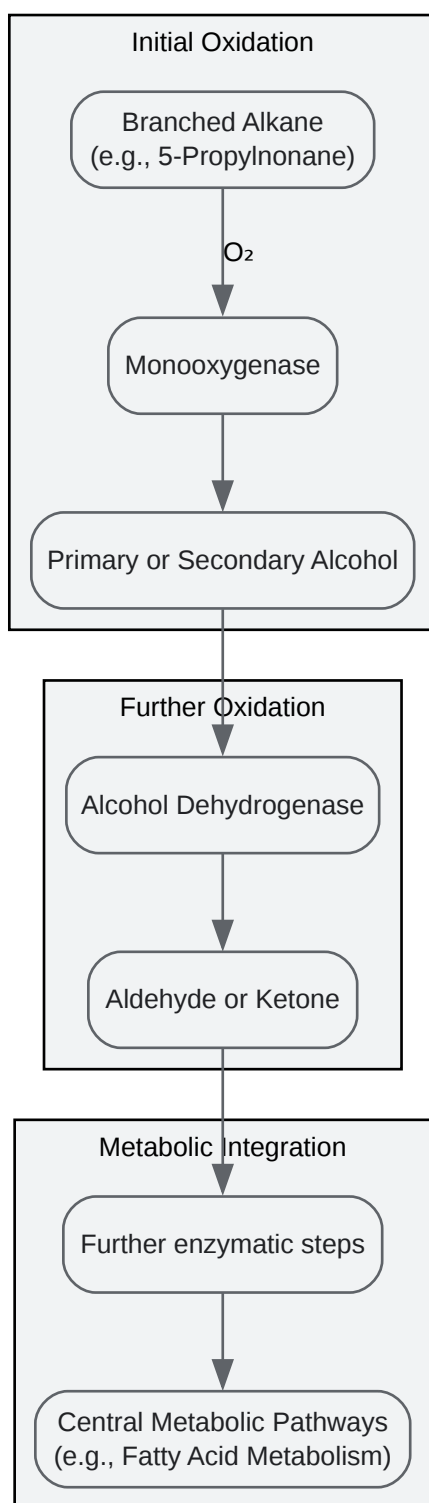 Initial Oxidation
Branched Alkane
(e.g., 5-Propylnonane)
O₂
Monooxygenase
Primary or Secondary Alcohol
Further Oxidation
Alcohol Dehydrogenase
Aldehyde or Ketone
Metabolic Integration
Further enzymatic steps
Central Metabolic Pathways
(e.g., Fatty Acid Metabolism)